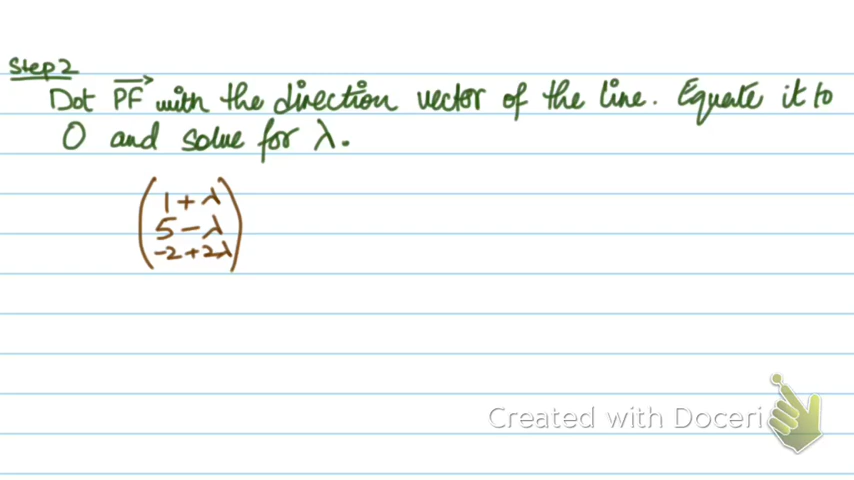 Step 2
Dot PF with the direction vector of the line. Equate it to
0 and solve for λ.
1 + λ
5 - λ
-2 + 2λ
Created with Doceri